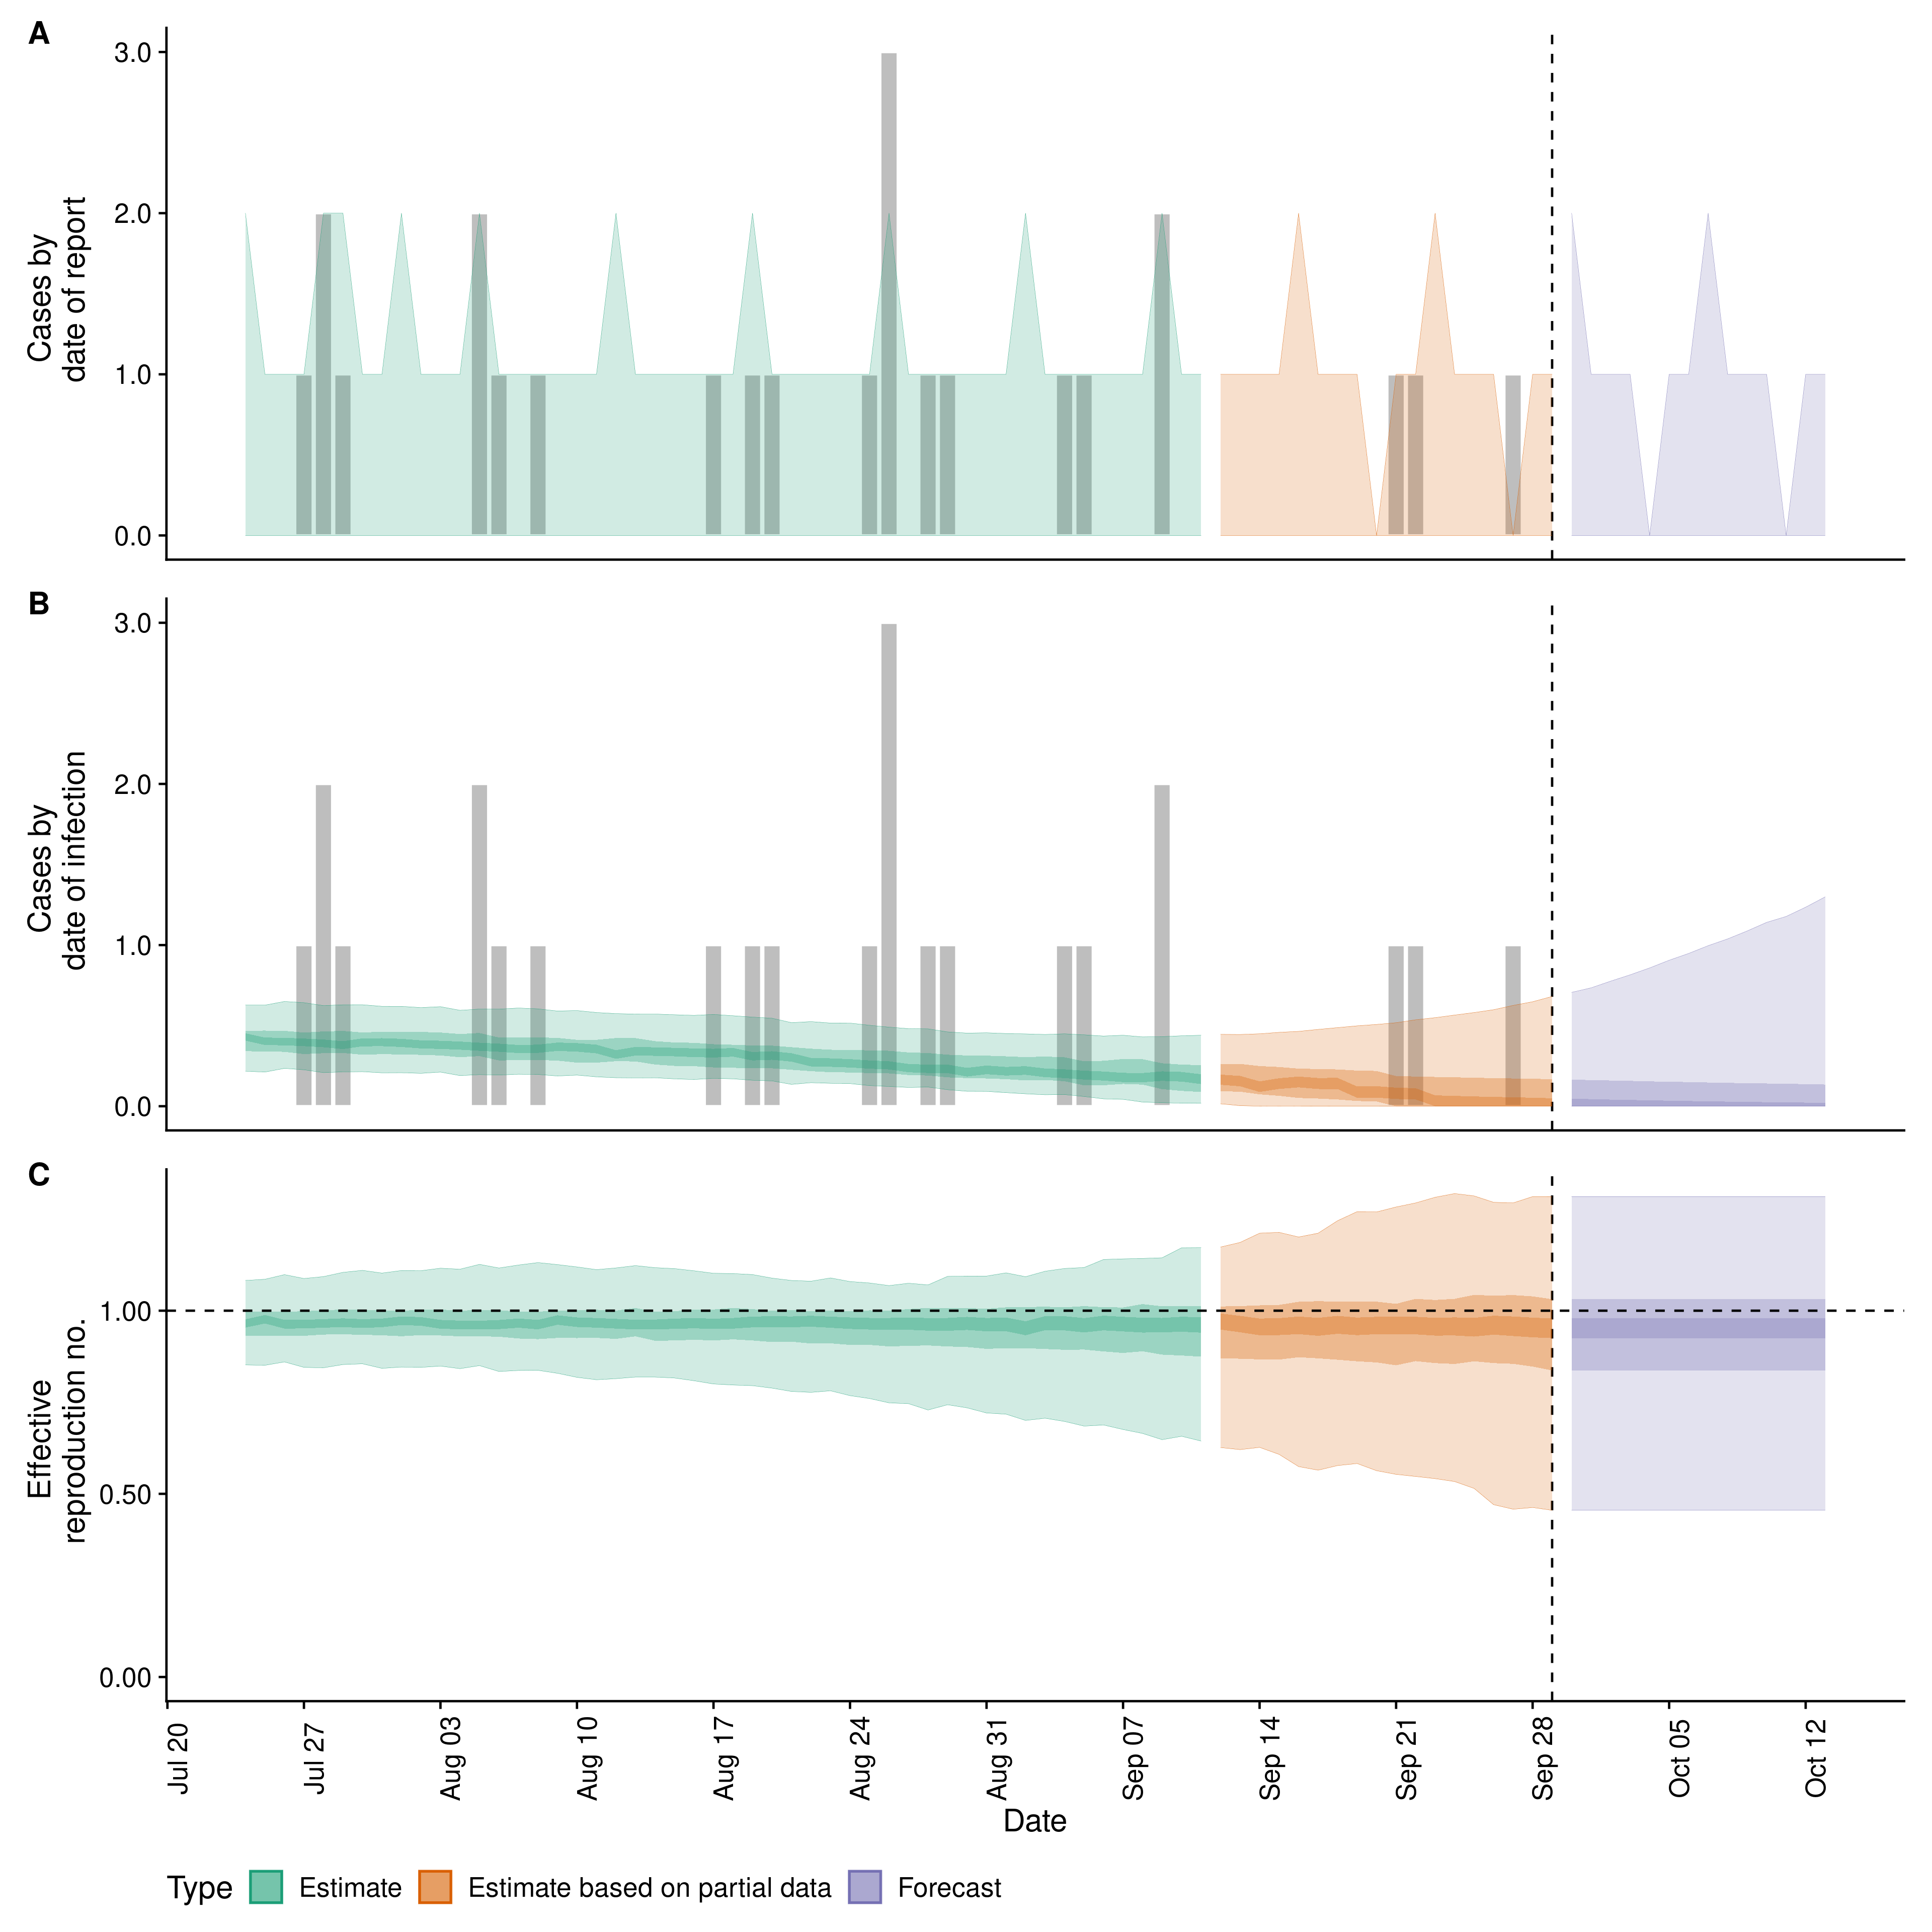 A
3.0
2.0
1.0
0.0
Cases by
date of report
B
3.0
2.0
1.0
0.0
Cases by
date of infection
C
1.00
0.50
0.00
Effective
reproduction no.
Jul 20
Jul 27
Aug 03
Aug 10
Aug 17
Aug 24
Aug 31
Sep 07
Sep 14
Sep 21
Sep 28
Oct 05
Oct 12
Date
Type Estimate Estimate based on partial data Forecast